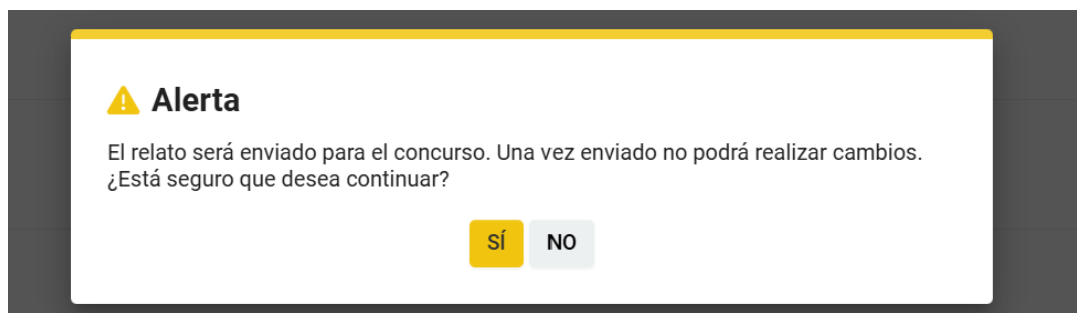 Alerta
El relato será enviado para el concurso. Una vez enviado no podrá realizar cambios.
¿Está seguro que desea continuar?
SÍ NO